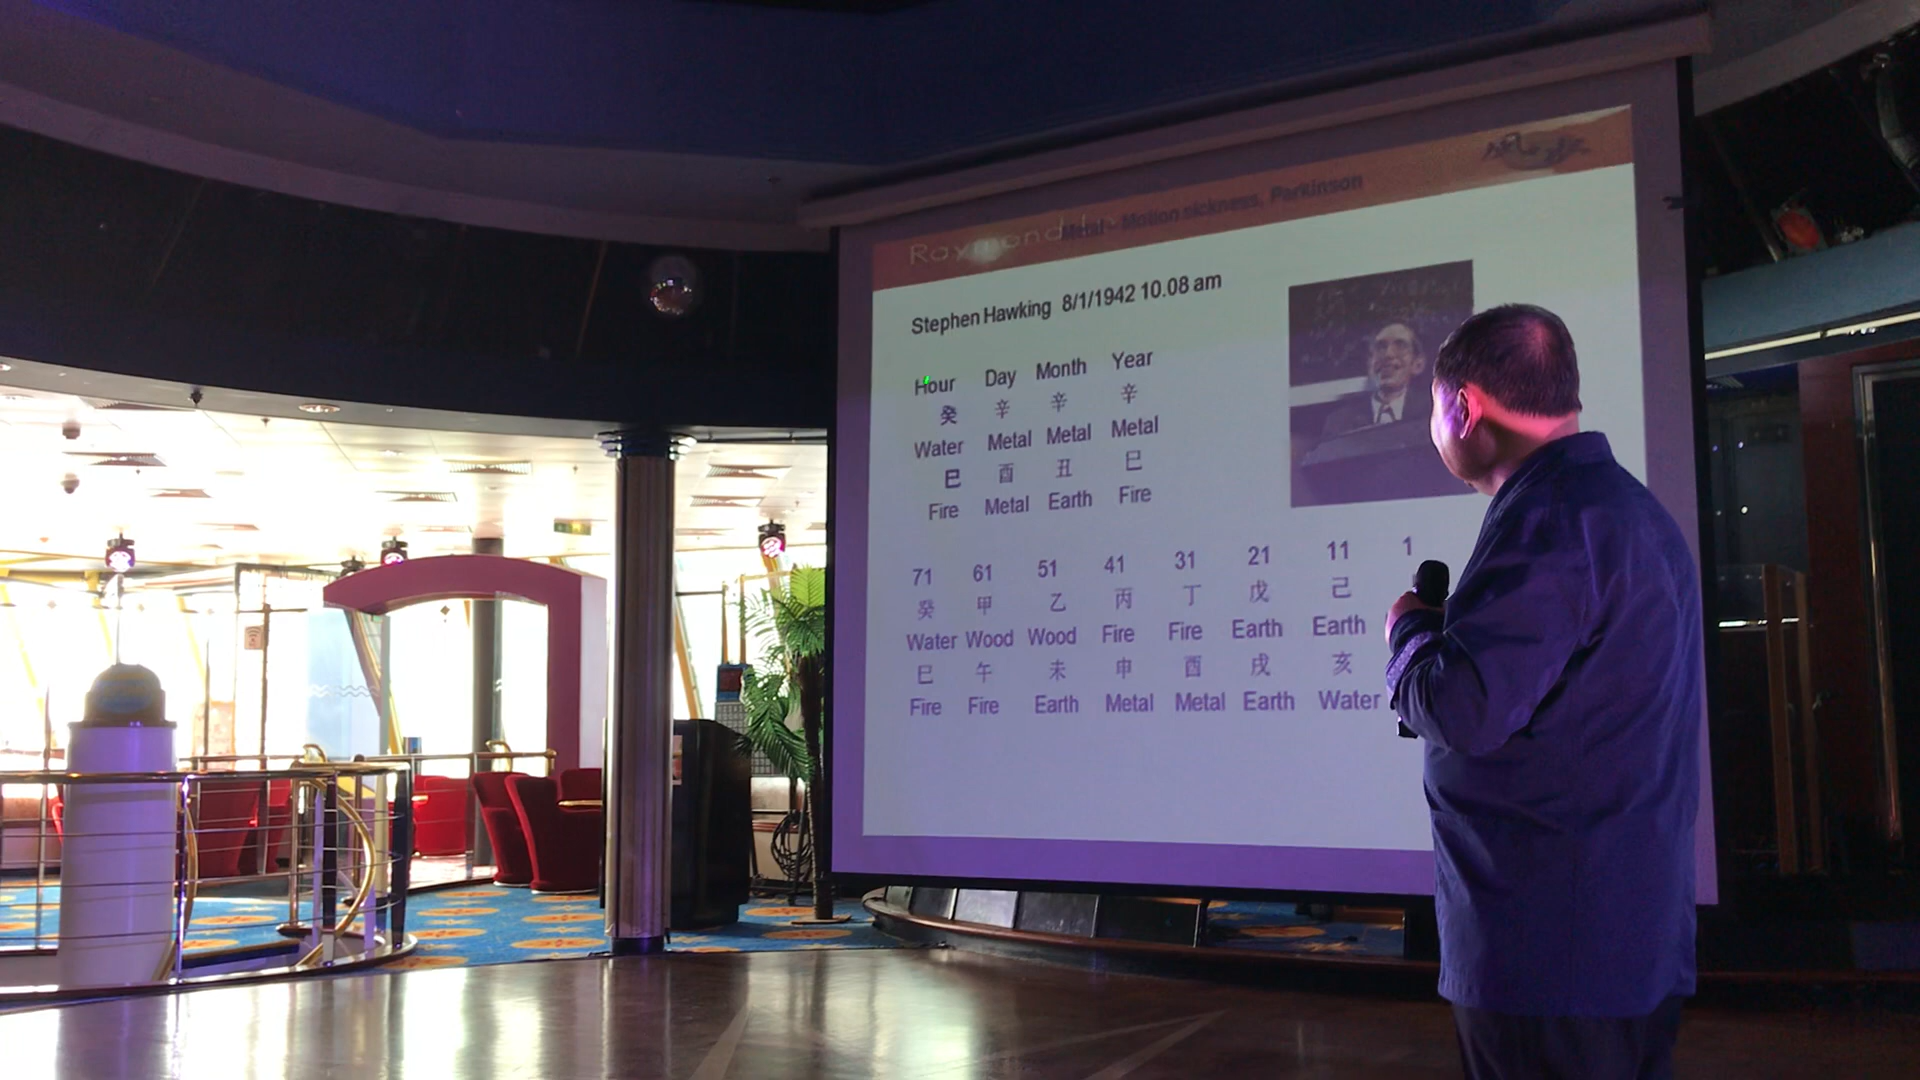 Raymond
Metal - Motion sickness, Parkinson
Stephen Hawking 8/1/1942 10.08 am
Hour Day Month Year
癸 辛 辛 辛
Water Metal Metal Metal
巳 酉 丑 巳
Fire Metal Earth Fire
71 61 51 41 31 21 11 1
癸 甲 乙 丙 丁 戊 己
Water Wood Wood Fire Fire Earth Earth
巳 午 未 申 酉 戌 亥
Fire Fire Earth Metal Metal Earth Water